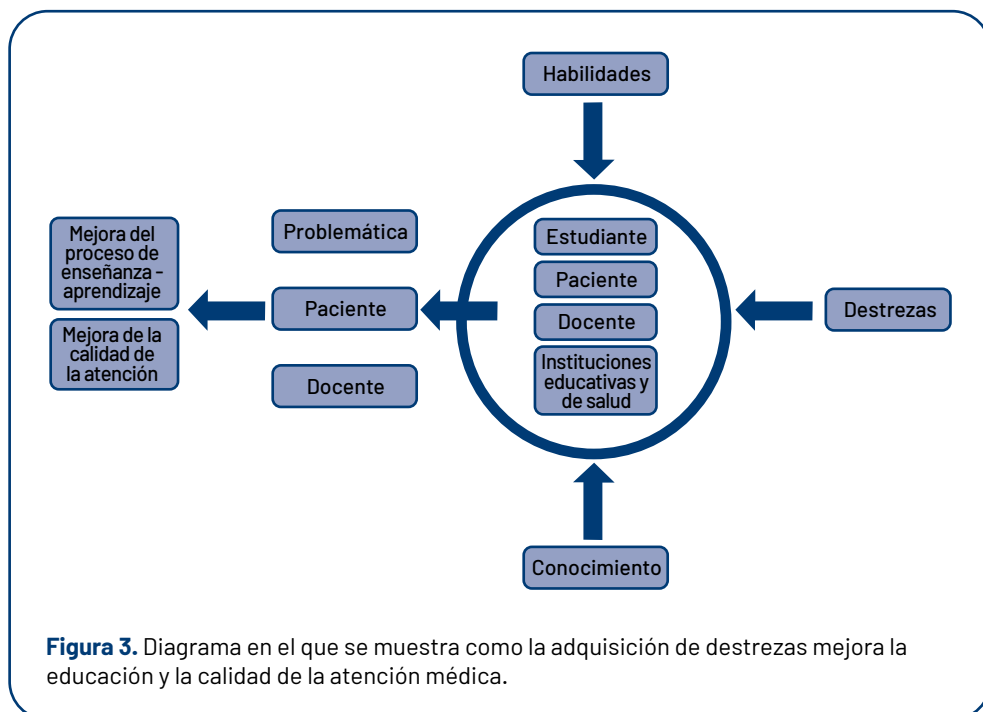 Habilidades
Mejora del
proceso de
enseñanza -
aprendizaje
Mejora de la
calidad de
la atención
Problemática
Paciente
Docente
Estudiante
Paciente
Docente
Instituciones
educativas y
de salud
Destrezas
Conocimiento
Figura 3. Diagrama en el que se muestra como la adquisición de destrezas mejora la
educación y la calidad de la atención médica.